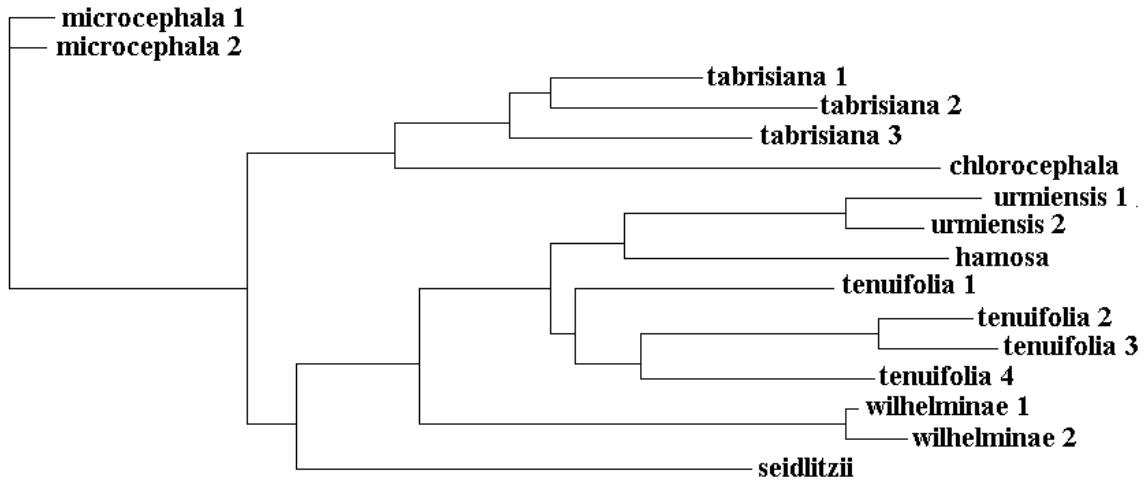 microcephala 1
microcephala 2
tabrisiana 1
tabrisiana 2
tabrisiana 3
chlorocephala
urmiensis 1
urmiensis 2
hamosa
tenuifolia 1
tenuifolia 2
tenuifolia 3
tenuifolia 4
wilhelminae 1
wilhelminae 2
seidlitzii